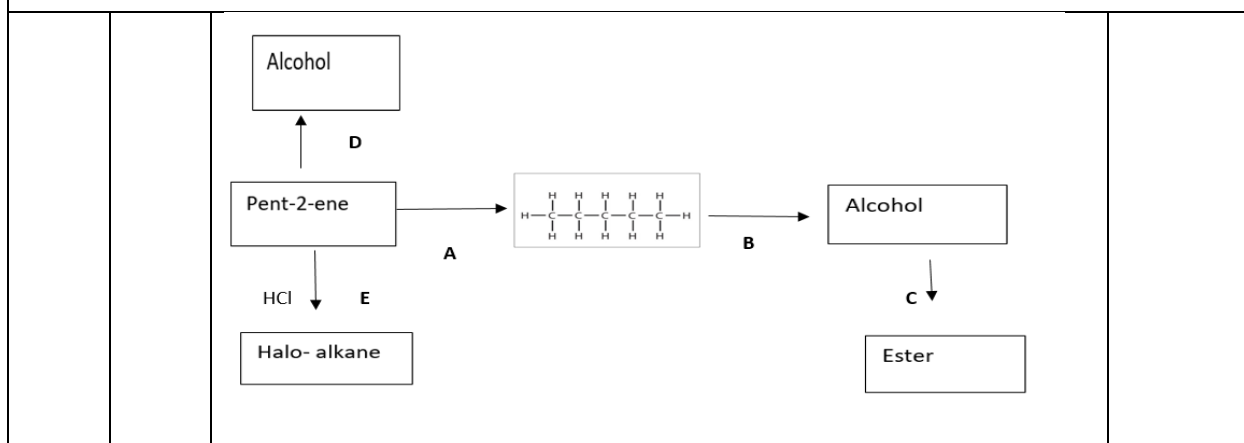 Alcohol
D
Pent-2-ene
A
H H H H H
H—C—C—C—C—C—H
H H H H H
B
Alcohol
HCl E
C
Halo- alkane
Ester